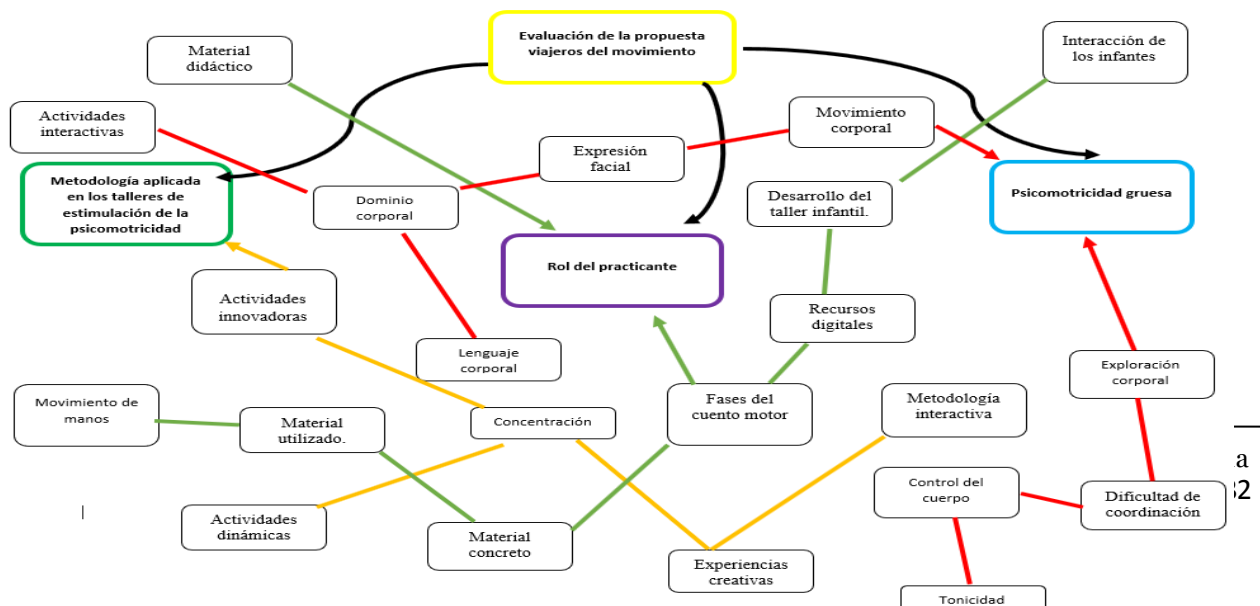 Evaluación de la propuesta
viajeros del movimiento
Material
didáctico
Interacción de
los infantes
Actividades
interactivas
Movimiento
corporal
Expresión
facial
Metodología aplicada
en los talleres de
estimulación de la
psicomotricidad
Dominio
corporal
Desarrollo del
taller infantil.
Psicomotricidad gruesa
Rol del practicante
Actividades
innovadoras
Recursos
digitales
Lenguaje
corporal
Exploración
corporal
Movimiento de
manos
Material
utilizado.
Concentración
Fases del
cuento motor
Metodología
interactiva
a
32
Actividades
dinámicas
Material
concreto
Control del
cuerpo
Dificultad de
coordinación
Experiencias
creativas
Tonicidad